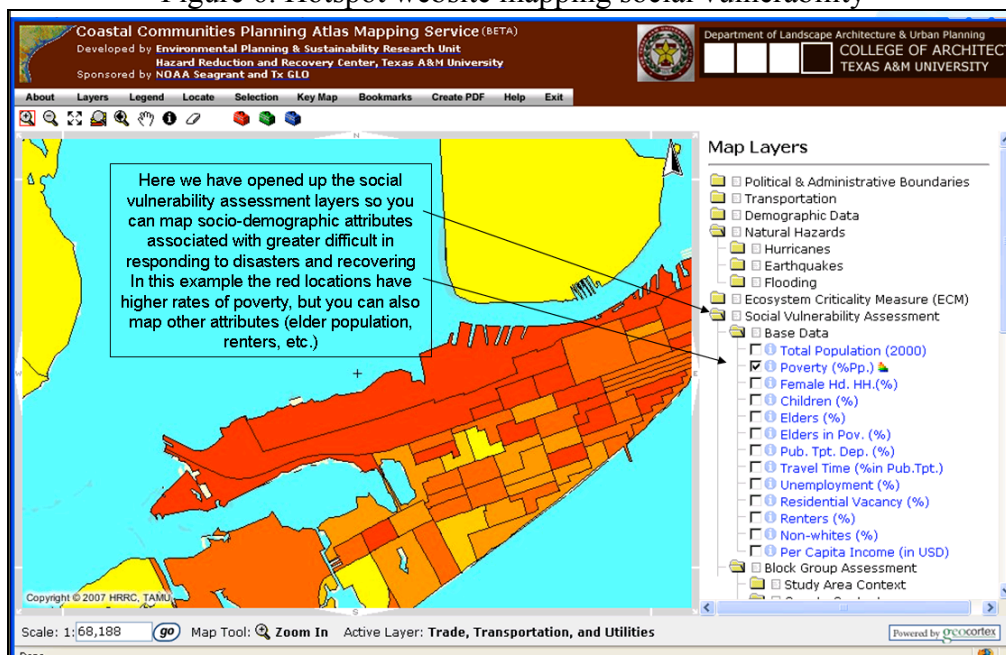 Figure 6. Hotspot website mapping social vulnerability
Coastal Communities Planning Atlas Mapping Service (BETA)
Developed by Environmental Planning & Sustainability Research Unit
Hazard Reduction and Recovery Center, Texas A&M University
Sponsored by NOAA Seagrant and Tx GLO
Department of Landscape Architecture & Urban Planning
COLLEGE OF ARCHITECT
TEXAS A&M UNIVERSITY
About Layers Legend Locate Selection Key Map Bookmarks Create PDF Help Exit
N
Here we have opened up the social
vulnerability assessment layers so you
can map socio-demographic attributes
associated with greater difficult in
responding to disasters and recovering
In this example the red locations have
higher rates of poverty, but you can also
map other attributes (elder population,
renters, etc.)
W
E
S
Copyright © 2007 HRRC, TAMU
Map Layers
Political & Administrative Boundaries
Transportation
Demographic Data
Natural Hazards
Hurricanes
Earthquakes
Flooding
Ecosystem Criticality Measure (ECM)
Social Vulnerability Assessment
Base Data
Total Population (2000)
Poverty (%Pp.)
Female Hd. HH.(%)
Children (%)
Elders (%)
Elders in Pov. (%)
Pub. Tpt. Dep. (%)
Travel Time (%in Pub.Tpt.)
Unemployment (%)
Residential Vacancy (%)
Renters (%)
Non-whites (%)
Per Capita Income (in USD)
Block Group Assessment
Study Area Context
Scale: 1: 68,188 go Map Tool: Zoom In Active Layer: Trade, Transportation, and Utilities
Powered by geocortex